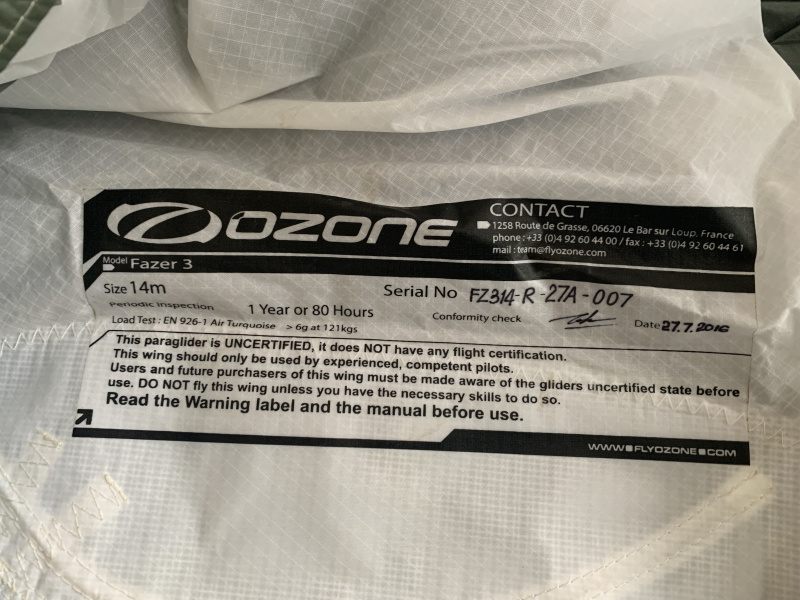 OZONE
CONTACT
1258 Route de Grasse, 06620 Le Bar sur Loup, France
phone : +33 (0)4 92 60 44 00 / fax : +33 (0)4 92 60 44 61
mail : team@flyozone.com
Model Fazer 3
Size 14m
Serial No FZ314-R-27A-007
Periodic Inspection 1 Year or 80 Hours
Conformity check
Date 27.7.2016
Load Test : EN 926-1 Air Turquoise > 6g at 121kgs
This paraglider is UNCERTIFIED, it does NOT have any flight certification.
This wing should only be used by experienced, competent pilots.
Users and future purchasers of this wing must be made aware of the gliders uncertified state before
use. DO NOT fly this wing unless you have the necessary skills to do so.
Read the Warning label and the manual before use.
WWW■FLYOZONE■COM